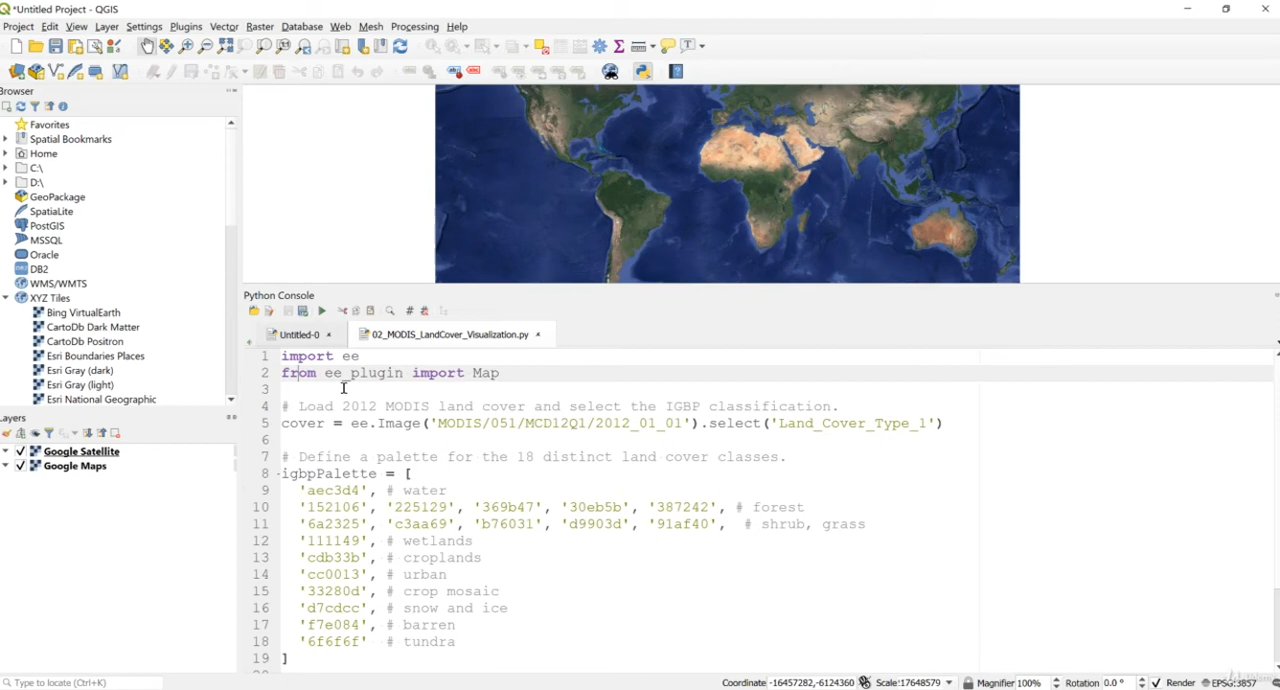 *Untitled Project - QGIS
Project Edit View Layer Settings Plugins Vector Raster Database Web Mesh Processing Help
Browser
Favorites
Spatial Bookmarks
Home
C:\
D:\
GeoPackage
SpatiaLite
PostGIS
MSSQL
Oracle
DB2
WMS/WMTS
XYZ Tiles
Bing VirtualEarth
CartoDb Dark Matter
CartoDb Positron
Esri Boundaries Places
Esri Gray (dark)
Esri Gray (light)
Esri National Geographic
Layers
Google Satellite
Google Maps
Python Console
Untitled-0 02_MODIS_LandCover_Visualization.py
1 import ee
2 from ee_plugin import Map
3
4 # Load 2012 MODIS land cover and select the IGBP classification.
5 cover = ee.Image('MODIS/051/MCD12Q1/2012_01_01').select('Land_Cover_Type_1')
6
7 # Define a palette for the 18 distinct land cover classes.
8 igbpPalette = [
9 'aec3d4', # water
10 '152106', '225129', '369b47', '30eb5b', '387242', # forest
11 '6a2325', 'c3aa69', 'b76031', 'd9903d', '91af40', # shrub, grass
12 '111149', # wetlands
13 'cdb33b', # croplands
14 'cc0013', # urban
15 '33280d', # crop mosaic
16 'd7cdcc', # snow and ice
17 'f7e084', # barren
18 '6f6f6f' # tundra
19 ]
Type to locate (Ctrl+K) Coordinate -16457282,-6124360 Scale:17648579 Magnifier 100% Rotation 0.0 ° Render EPSG:3857